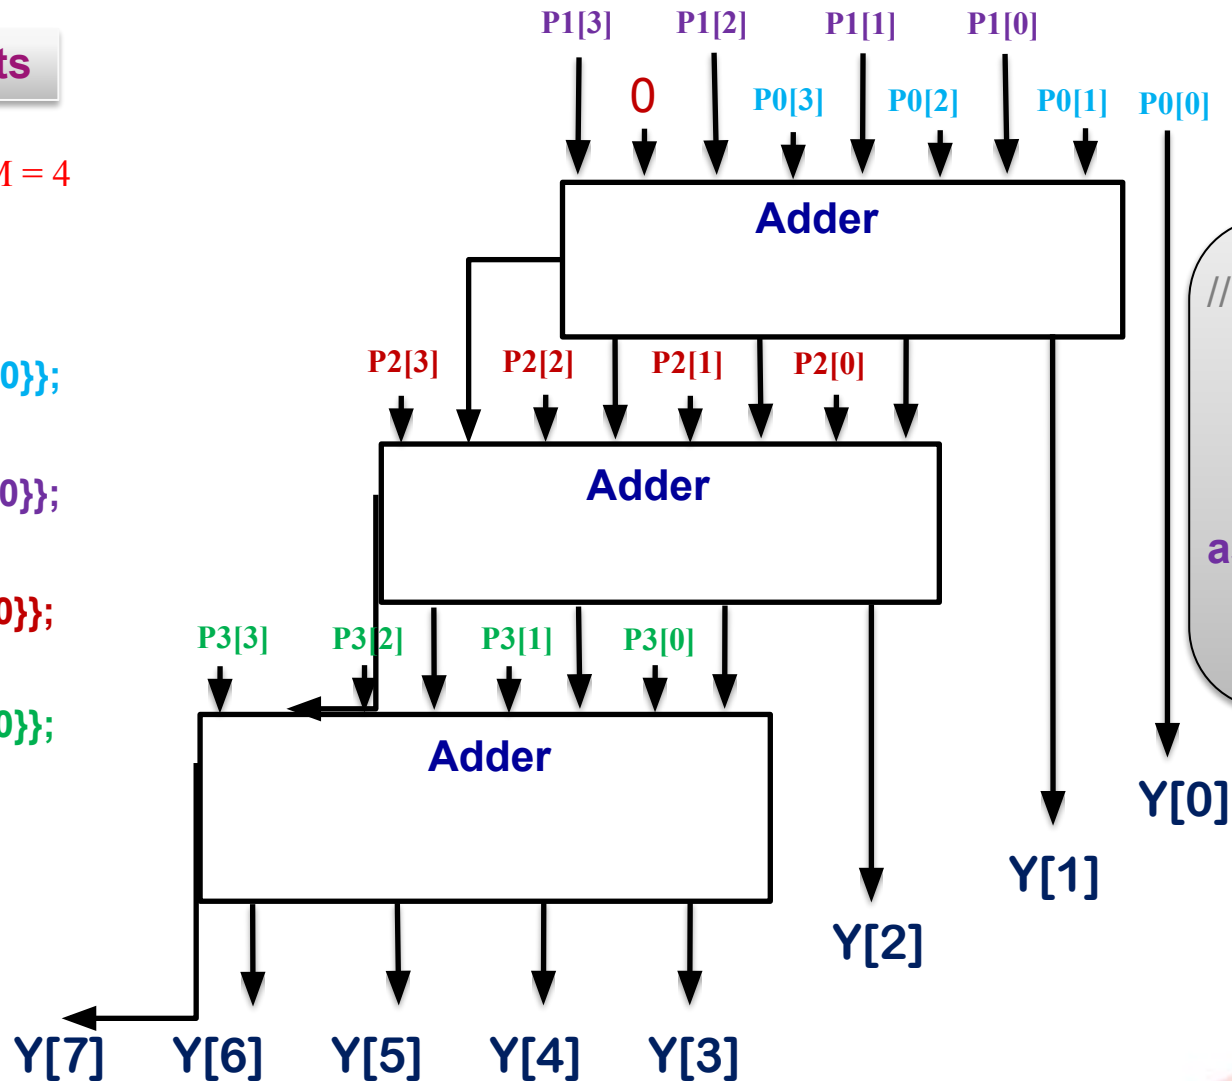 P1[3] P1[2] P1[1] P1[0]
ts
0 P0[3] P0[2] P0[1] P0[0]
M = 4
Adder
//
P2[3] P2[2] P2[1] P2[0]
0}};
Adder
0}};
a
0}};
P3[3] P3[2] P3[1] P3[0]
0}};
Adder
Y[0]
Y[1]
Y[2]
Y[7] Y[6] Y[5] Y[4] Y[3]